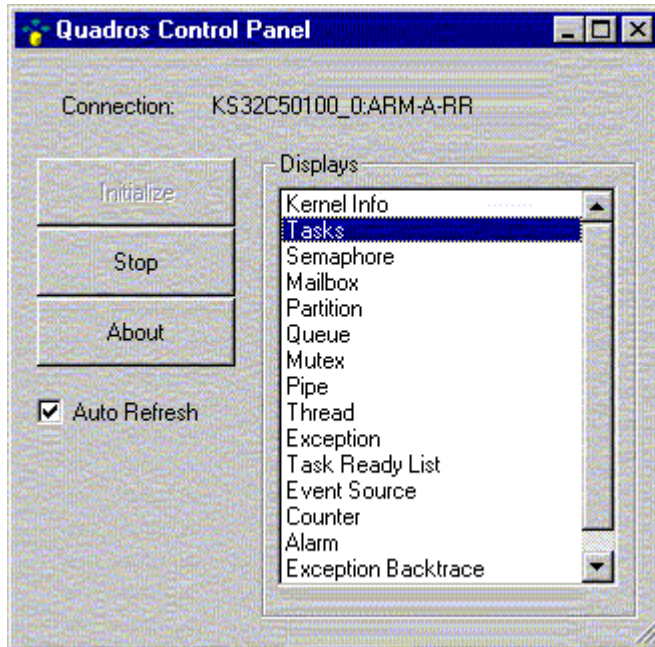 Quadros Control Panel
Connection: KS32C50100_0:ARM-A-RR
Initialize
Stop
About
Auto Refresh
Displays
Kernel Info
Tasks
Semaphore
Mailbox
Partition
Queue
Mutex
Pipe
Thread
Exception
Task Ready List
Event Source
Counter
Alarm
Exception Backtrace